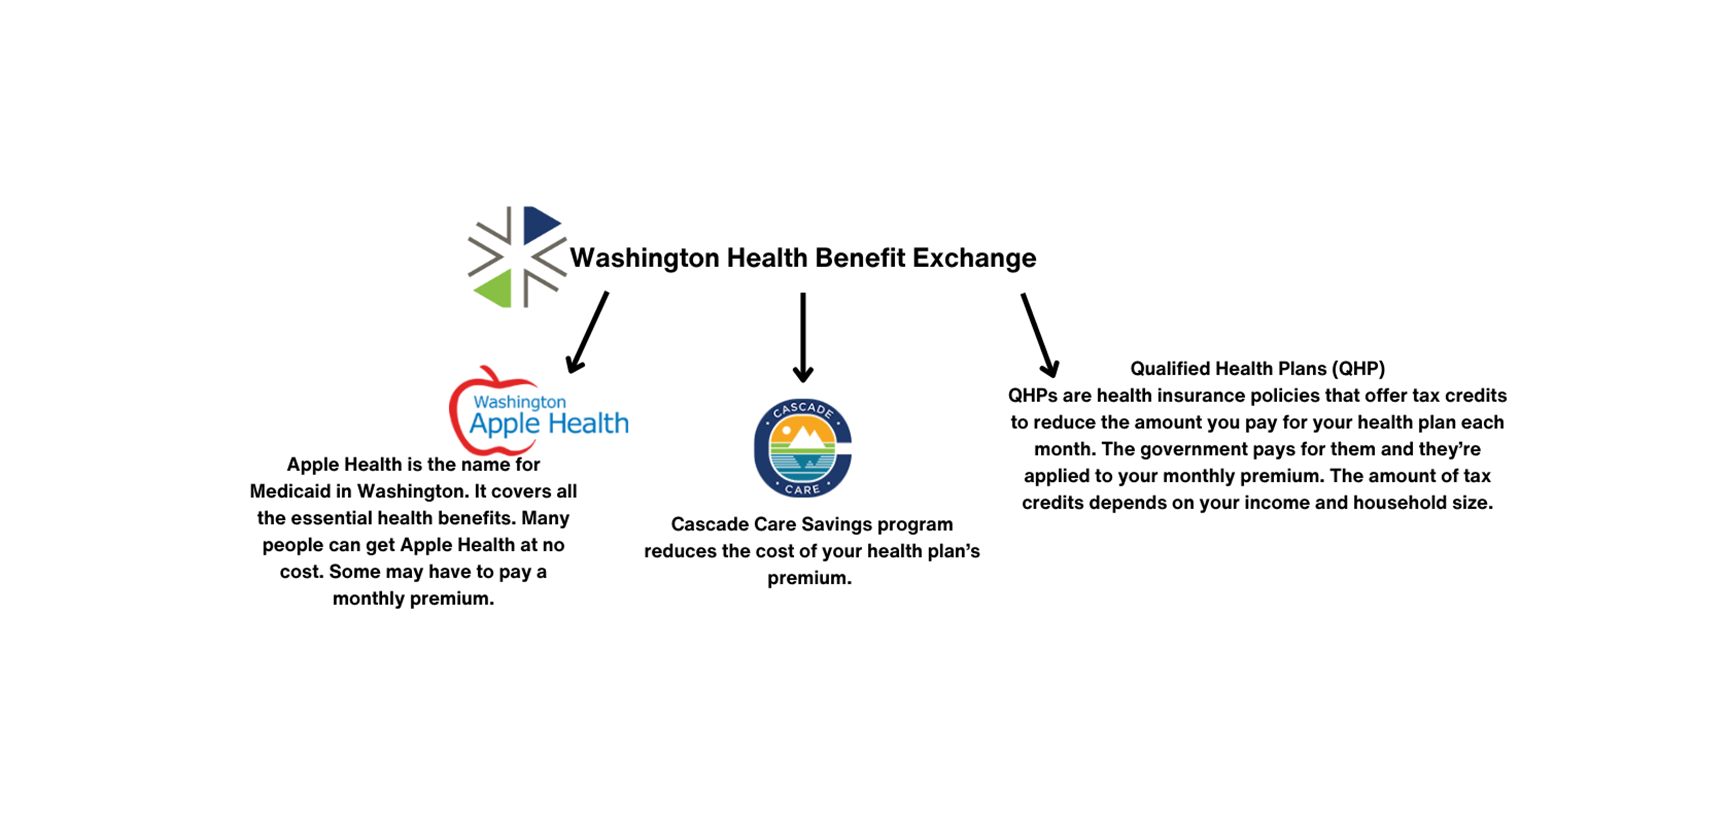 Washington Health Benefit Exchange
Washington
Apple Health
Apple Health is the name for
Medicaid in Washington. It covers all
the essential health benefits. Many
people can get Apple Health at no
cost. Some may have to pay a
monthly premium.
CASCADE
CARE
Cascade Care Savings program
reduces the cost of your health plan’s
premium.
Qualified Health Plans (QHP)
QHPs are health insurance policies that offer tax credits
to reduce the amount you pay for your health plan each
month. The government pays for them and they’re
applied to your monthly premium. The amount of tax
credits depends on your income and household size.